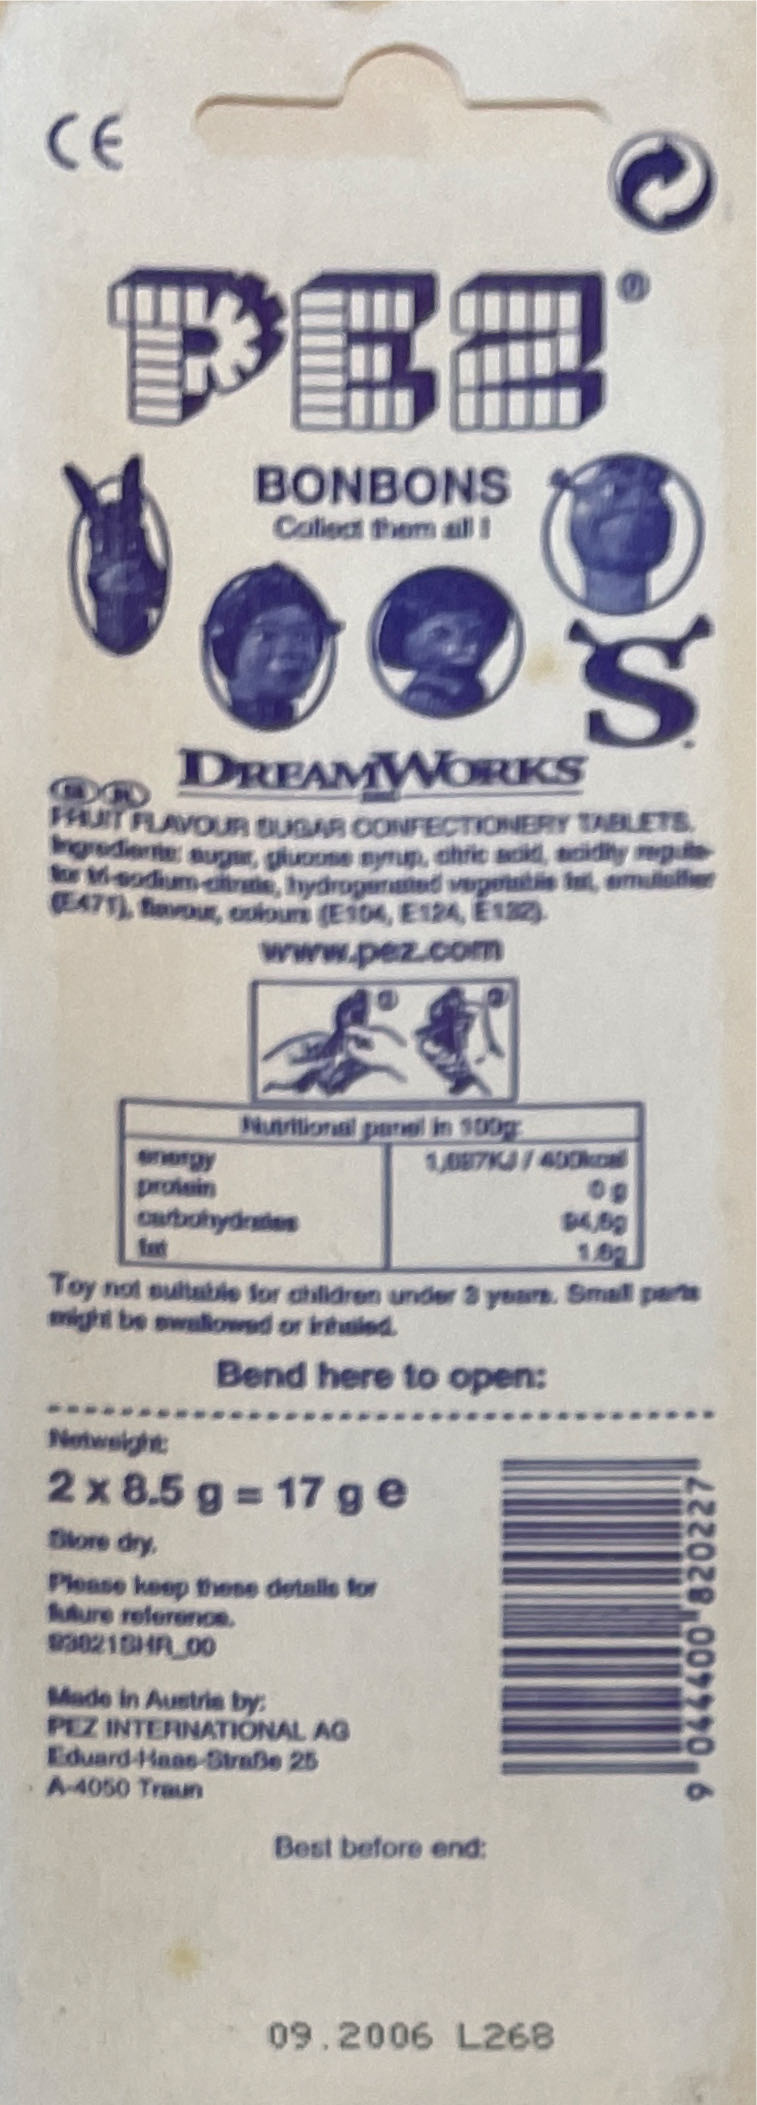 CE
PEZ®
BONBONS
Collect them all !
S
DREAMWORKS
FRUIT FLAVOUR SUGAR CONFECTIONERY TABLETS.
Ingredients: sugar, glucose syrup, citric acid, acidity regula-
tor tri-sodium-citrate, hydrogenated vegetable fat, emulsifier
(E471), flavour, colours (E104, E124, E132).
www.pez.com
1 2
Nutritional panel in 100g:
energy 1,697KJ / 400kcal
protein 0 g
carbohydrates 94,6g
fat 1.6g
Toy not suitable for children under 3 years. Small parts
might be swallowed or inhaled.
Bend here to open:
Netweight:
2 x 8.5 g = 17 g e
Store dry.
Please keep these details for
future reference.
93021SHR_00
Made in Austria by:
PEZ INTERNATIONAL AG
Eduard-Haas-Straße 25
A-4050 Traun
9 044400 820227
Best before end:
09.2006 L268